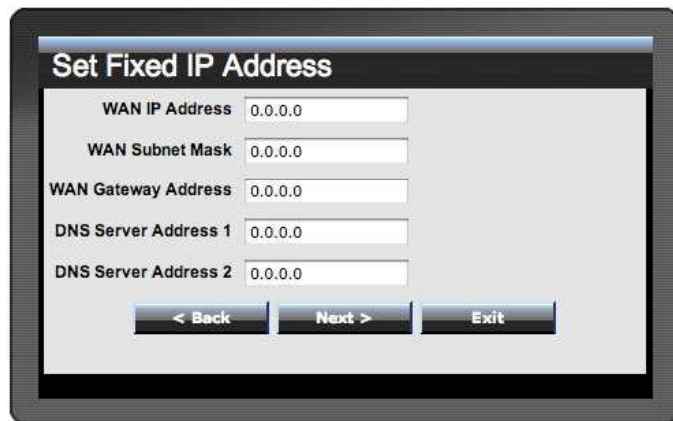 Set Fixed IP Address
WAN IP Address 0.0.0.0
WAN Subnet Mask 0.0.0.0
WAN Gateway Address 0.0.0.0
DNS Server Address 1 0.0.0.0
DNS Server Address 2 0.0.0.0
< Back Next > Exit